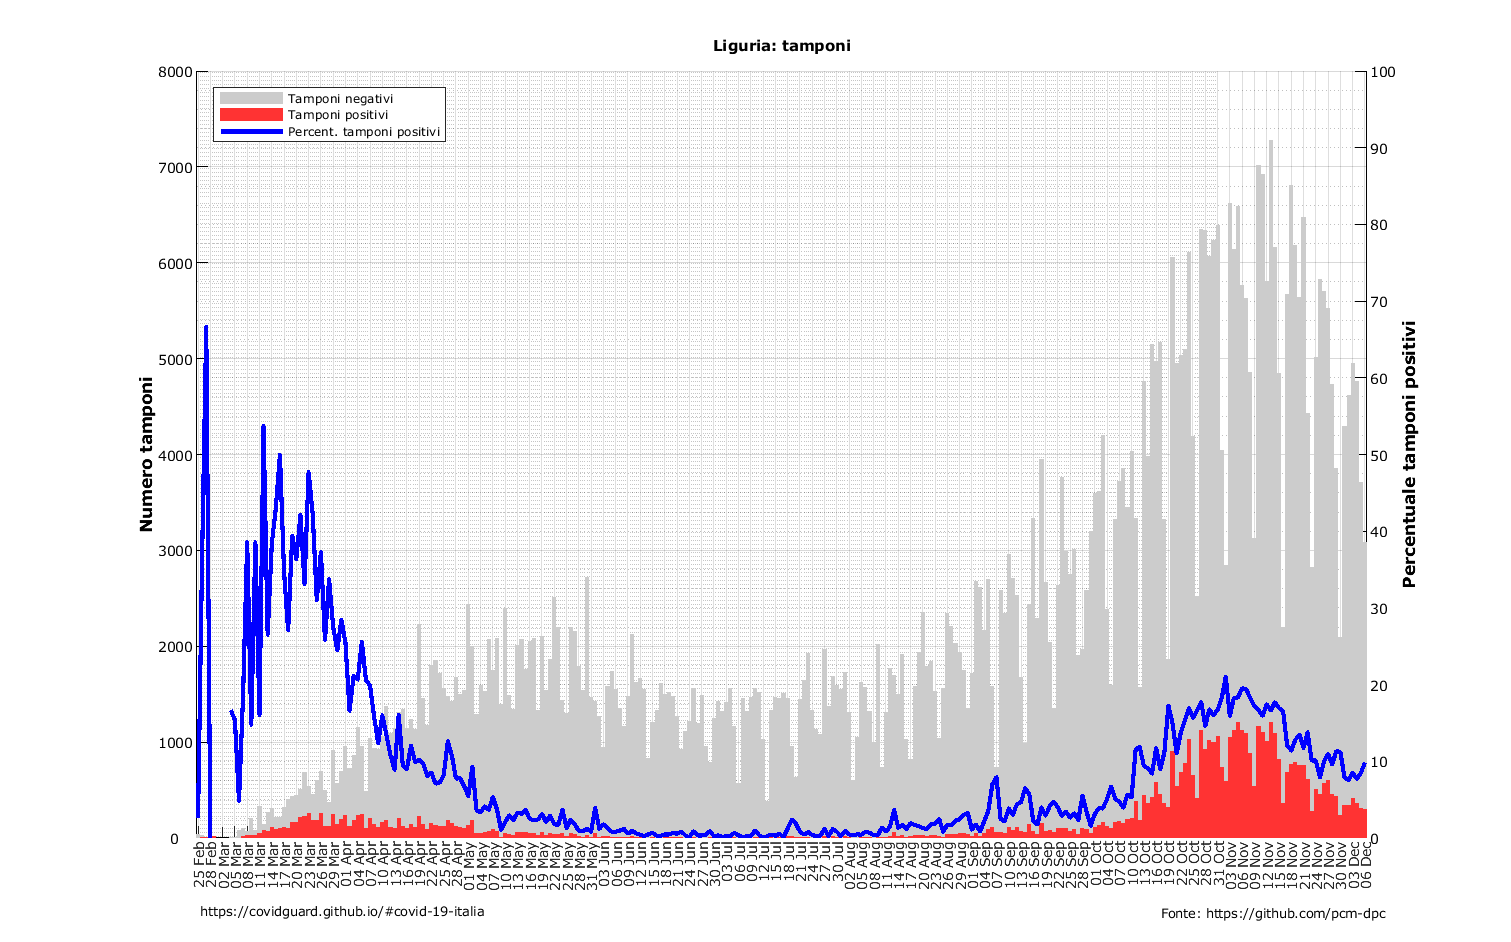 Liguria: tamponi
Tamponi negativi
Tamponi positivi
Percent. tamponi positivi
Numero tamponi
8000
7000
6000
5000
4000
3000
2000
1000
0
100
90
80
70
60
50
40
30
20
10
0
Percentuale tamponi positivi
25 Feb
28 Feb
02 Mar
05 Mar
08 Mar
11 Mar
14 Mar
17 Mar
20 Mar
23 Mar
26 Mar
29 Mar
01 Apr
04 Apr
07 Apr
10 Apr
13 Apr
16 Apr
19 Apr
22 Apr
25 Apr
28 Apr
01 May
04 May
07 May
10 May
13 May
16 May
19 May
22 May
25 May
28 May
31 May
03 Jun
06 Jun
09 Jun
12 Jun
15 Jun
18 Jun
21 Jun
24 Jun
27 Jun
30 Jun
03 Jul
06 Jul
09 Jul
12 Jul
15 Jul
18 Jul
21 Jul
24 Jul
27 Jul
30 Jul
02 Aug
05 Aug
08 Aug
11 Aug
14 Aug
17 Aug
20 Aug
23 Aug
26 Aug
29 Aug
01 Sep
04 Sep
07 Sep
10 Sep
13 Sep
16 Sep
19 Sep
22 Sep
25 Sep
28 Sep
01 Oct
04 Oct
07 Oct
10 Oct
13 Oct
16 Oct
19 Oct
22 Oct
25 Oct
28 Oct
31 Oct
03 Nov
06 Nov
09 Nov
12 Nov
15 Nov
18 Nov
21 Nov
24 Nov
27 Nov
30 Nov
03 Dec
06 Dec
https://covidguard.github.io/#covid-19-italia
Fonte: https://github.com/pcm-dpc